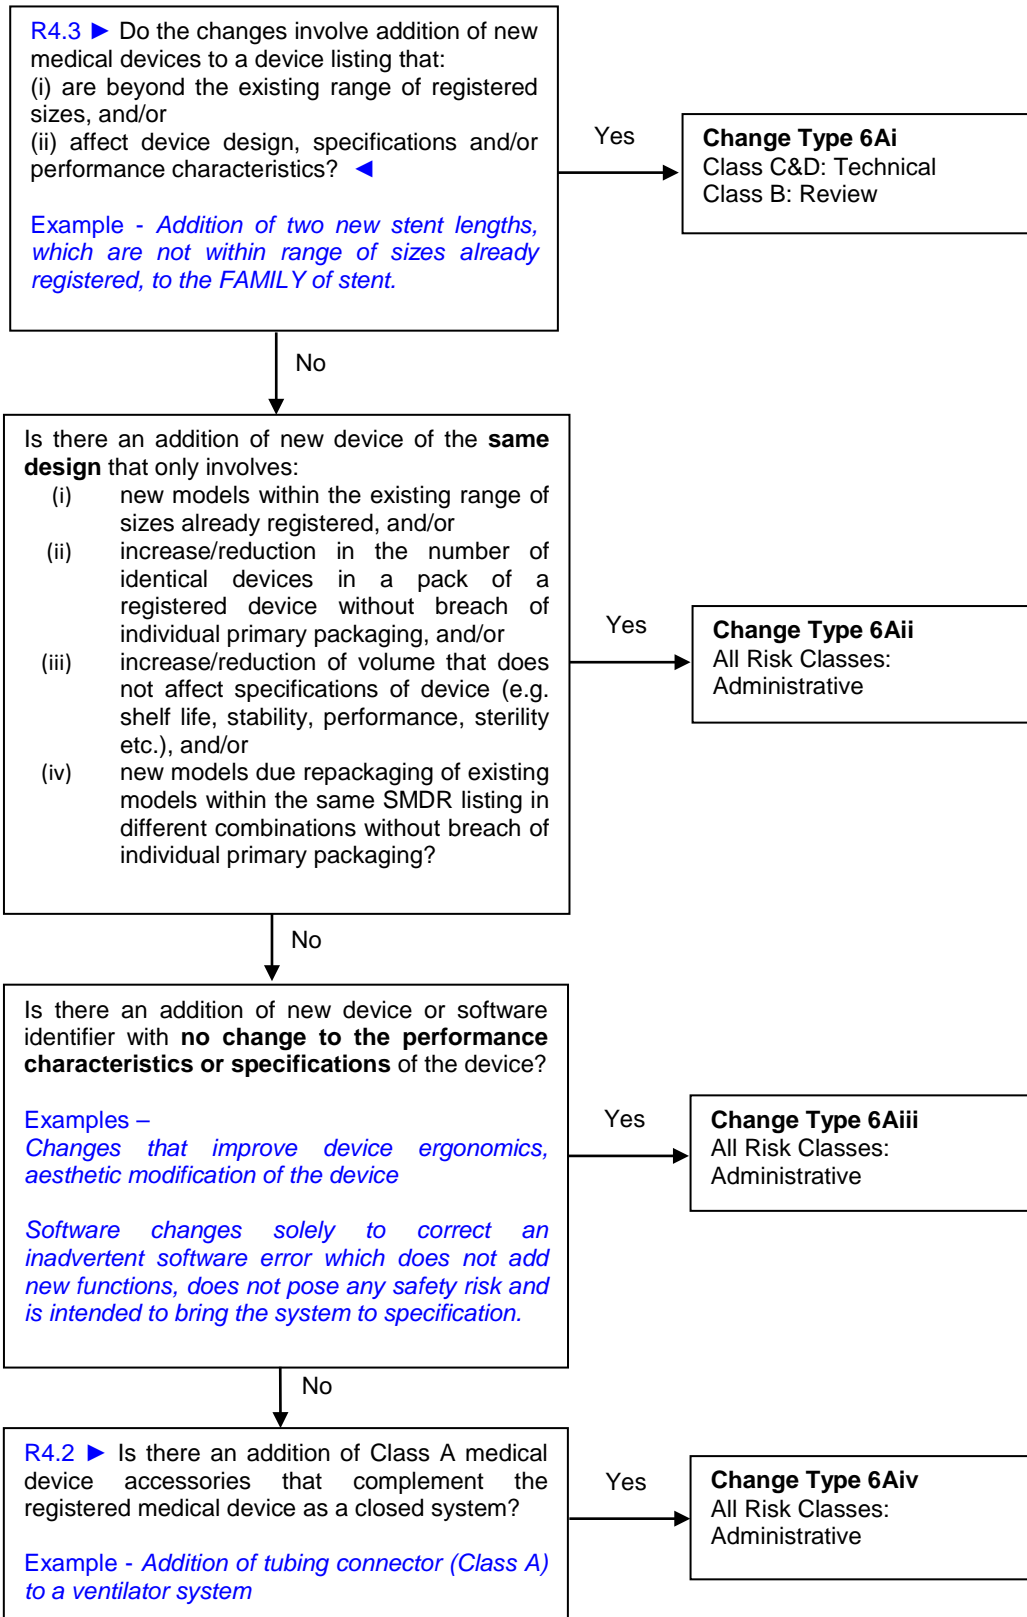 R4.3 ► Do the changes involve addition of new
medical devices to a device listing that:
(i) are beyond the existing range of registered
sizes, and/or
(ii) affect device design, specifications and/or
performance characteristics? ◄
Example - Addition of two new stent lengths,
which are not within range of sizes already
registered, to the FAMILY of stent.
Yes
Change Type 6Ai
Class C&D: Technical
Class B: Review
No
Is there an addition of new device of the same
design that only involves:
(i) new models within the existing range of
sizes already registered, and/or
(ii) increase/reduction in the number of
identical devices in a pack of a
registered device without breach of
individual primary packaging, and/or
(iii) increase/reduction of volume that does
not affect specifications of device (e.g.
shelf life, stability, performance, sterility
etc.), and/or
(iv) new models due repackaging of existing
models within the same SMDR listing in
different combinations without breach of
individual primary packaging?
Yes
Change Type 6Aii
All Risk Classes:
Administrative
No
Is there an addition of new device or software
identifier with no change to the performance
characteristics or specifications of the device?
Examples –
Changes that improve device ergonomics,
aesthetic modification of the device
Software changes solely to correct an
inadvertent software error which does not add
new functions, does not pose any safety risk and
is intended to bring the system to specification.
Yes
Change Type 6Aiii
All Risk Classes:
Administrative
No
R4.2 ► Is there an addition of Class A medical
device accessories that complement the
registered medical device as a closed system?
Example - Addition of tubing connector (Class A)
to a ventilator system
Yes
Change Type 6Aiv
All Risk Classes:
Administrative